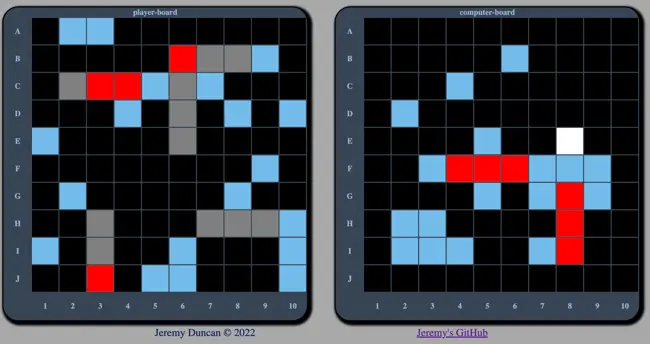 player-board
computer-board
A
B
C
D
E
F
G
H
I
J
1 2 3 4 5 6 7 8 9 10
A
B
C
D
E
F
G
H
I
J
1 2 3 4 5 6 7 8 9 10
Jeremy Duncan © 2022
Jeremy's GitHub